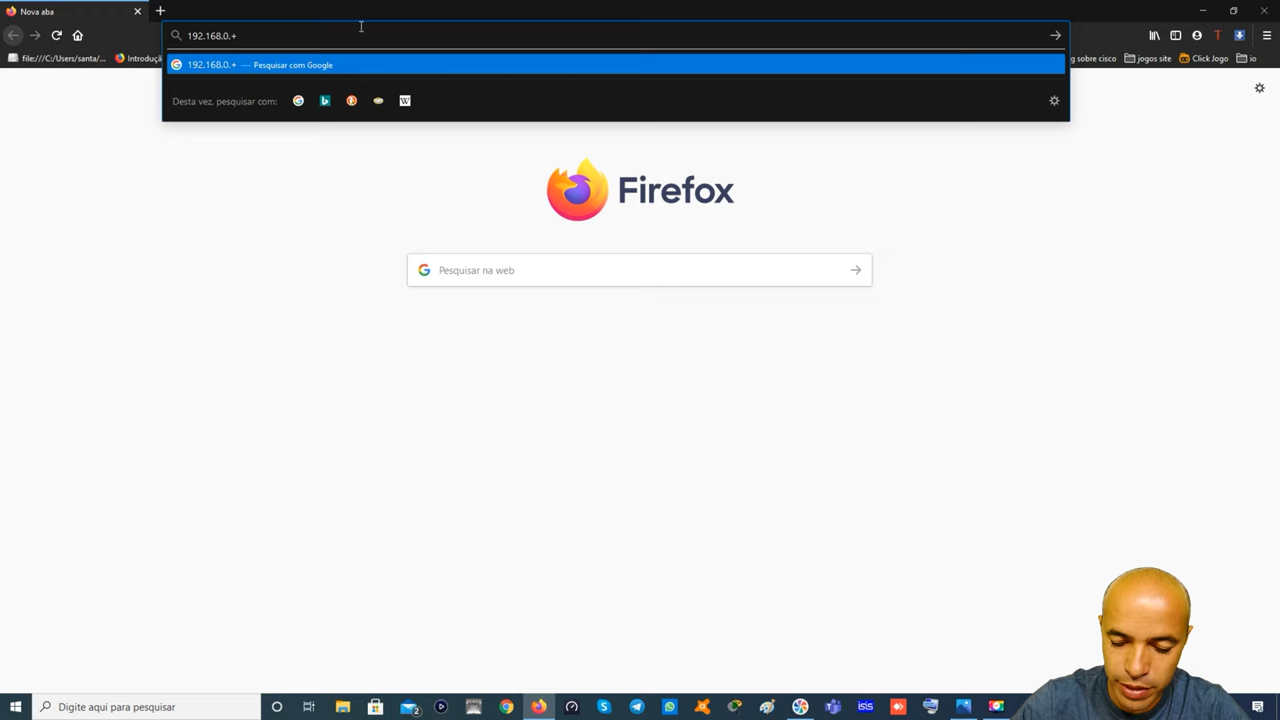 Nova aba
192.168.0.+
file:///C:/Users/santa/...
Introduçã
g sobre cisco
jogos site
Click Jogo
io
192.168.0.+ — Pesquisar com Google
Desta vez, pesquisar com:
Firefox
Pesquisar na web
Digite aqui para pesquisar